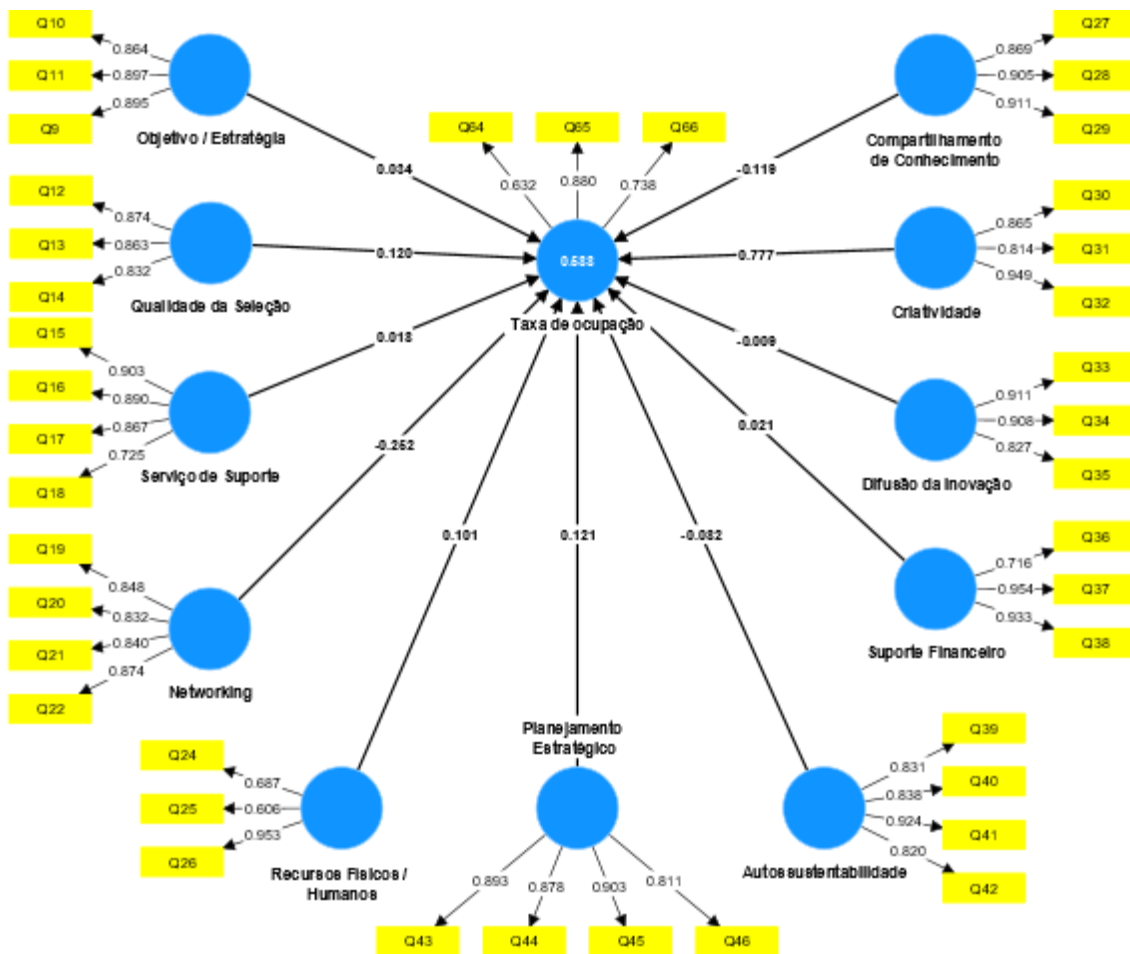 Q10
0.864
Q11
0.897
Q9
0.895
Objetivo / Estratégia
0.034
Q12
0.874
Q13
0.863
Q14
0.832
Qualidade da Seleção
0.120
Q15
0.903
Q16
0.890
Q17
0.867
Q18
0.725
Serviço de Suporte
0.018
Q19
0.848
Q20
0.832
Q21
0.840
Q22
0.874
Networking
-0.252
Q24
0.687
Q25
0.606
Q26
0.953
Recursos Físicos /
Humanos
0.101
Q64
Q65
Q66
0.632
0.880
0.738
Taxa de ocupação
Planejamento
Estratégico
0.121
0.893
0.878
0.903
0.811
Q43
Q44
Q45
Q46
Q27
0.869
Q28
0.905
Q29
0.911
Compartilhamento
de Conhecimento
-0.119
Q30
0.865
Q31
0.814
Q32
0.949
Criatividade
0.777
Q33
0.911
Q34
0.908
Q35
0.827
Difusão da Inovação
-0.009
Q36
0.716
Q37
0.954
Q38
0.933
Suporte Financeiro
0.021
Q39
0.831
Q40
0.838
Q41
0.924
Q42
0.820
Autossustentabilidade
-0.082